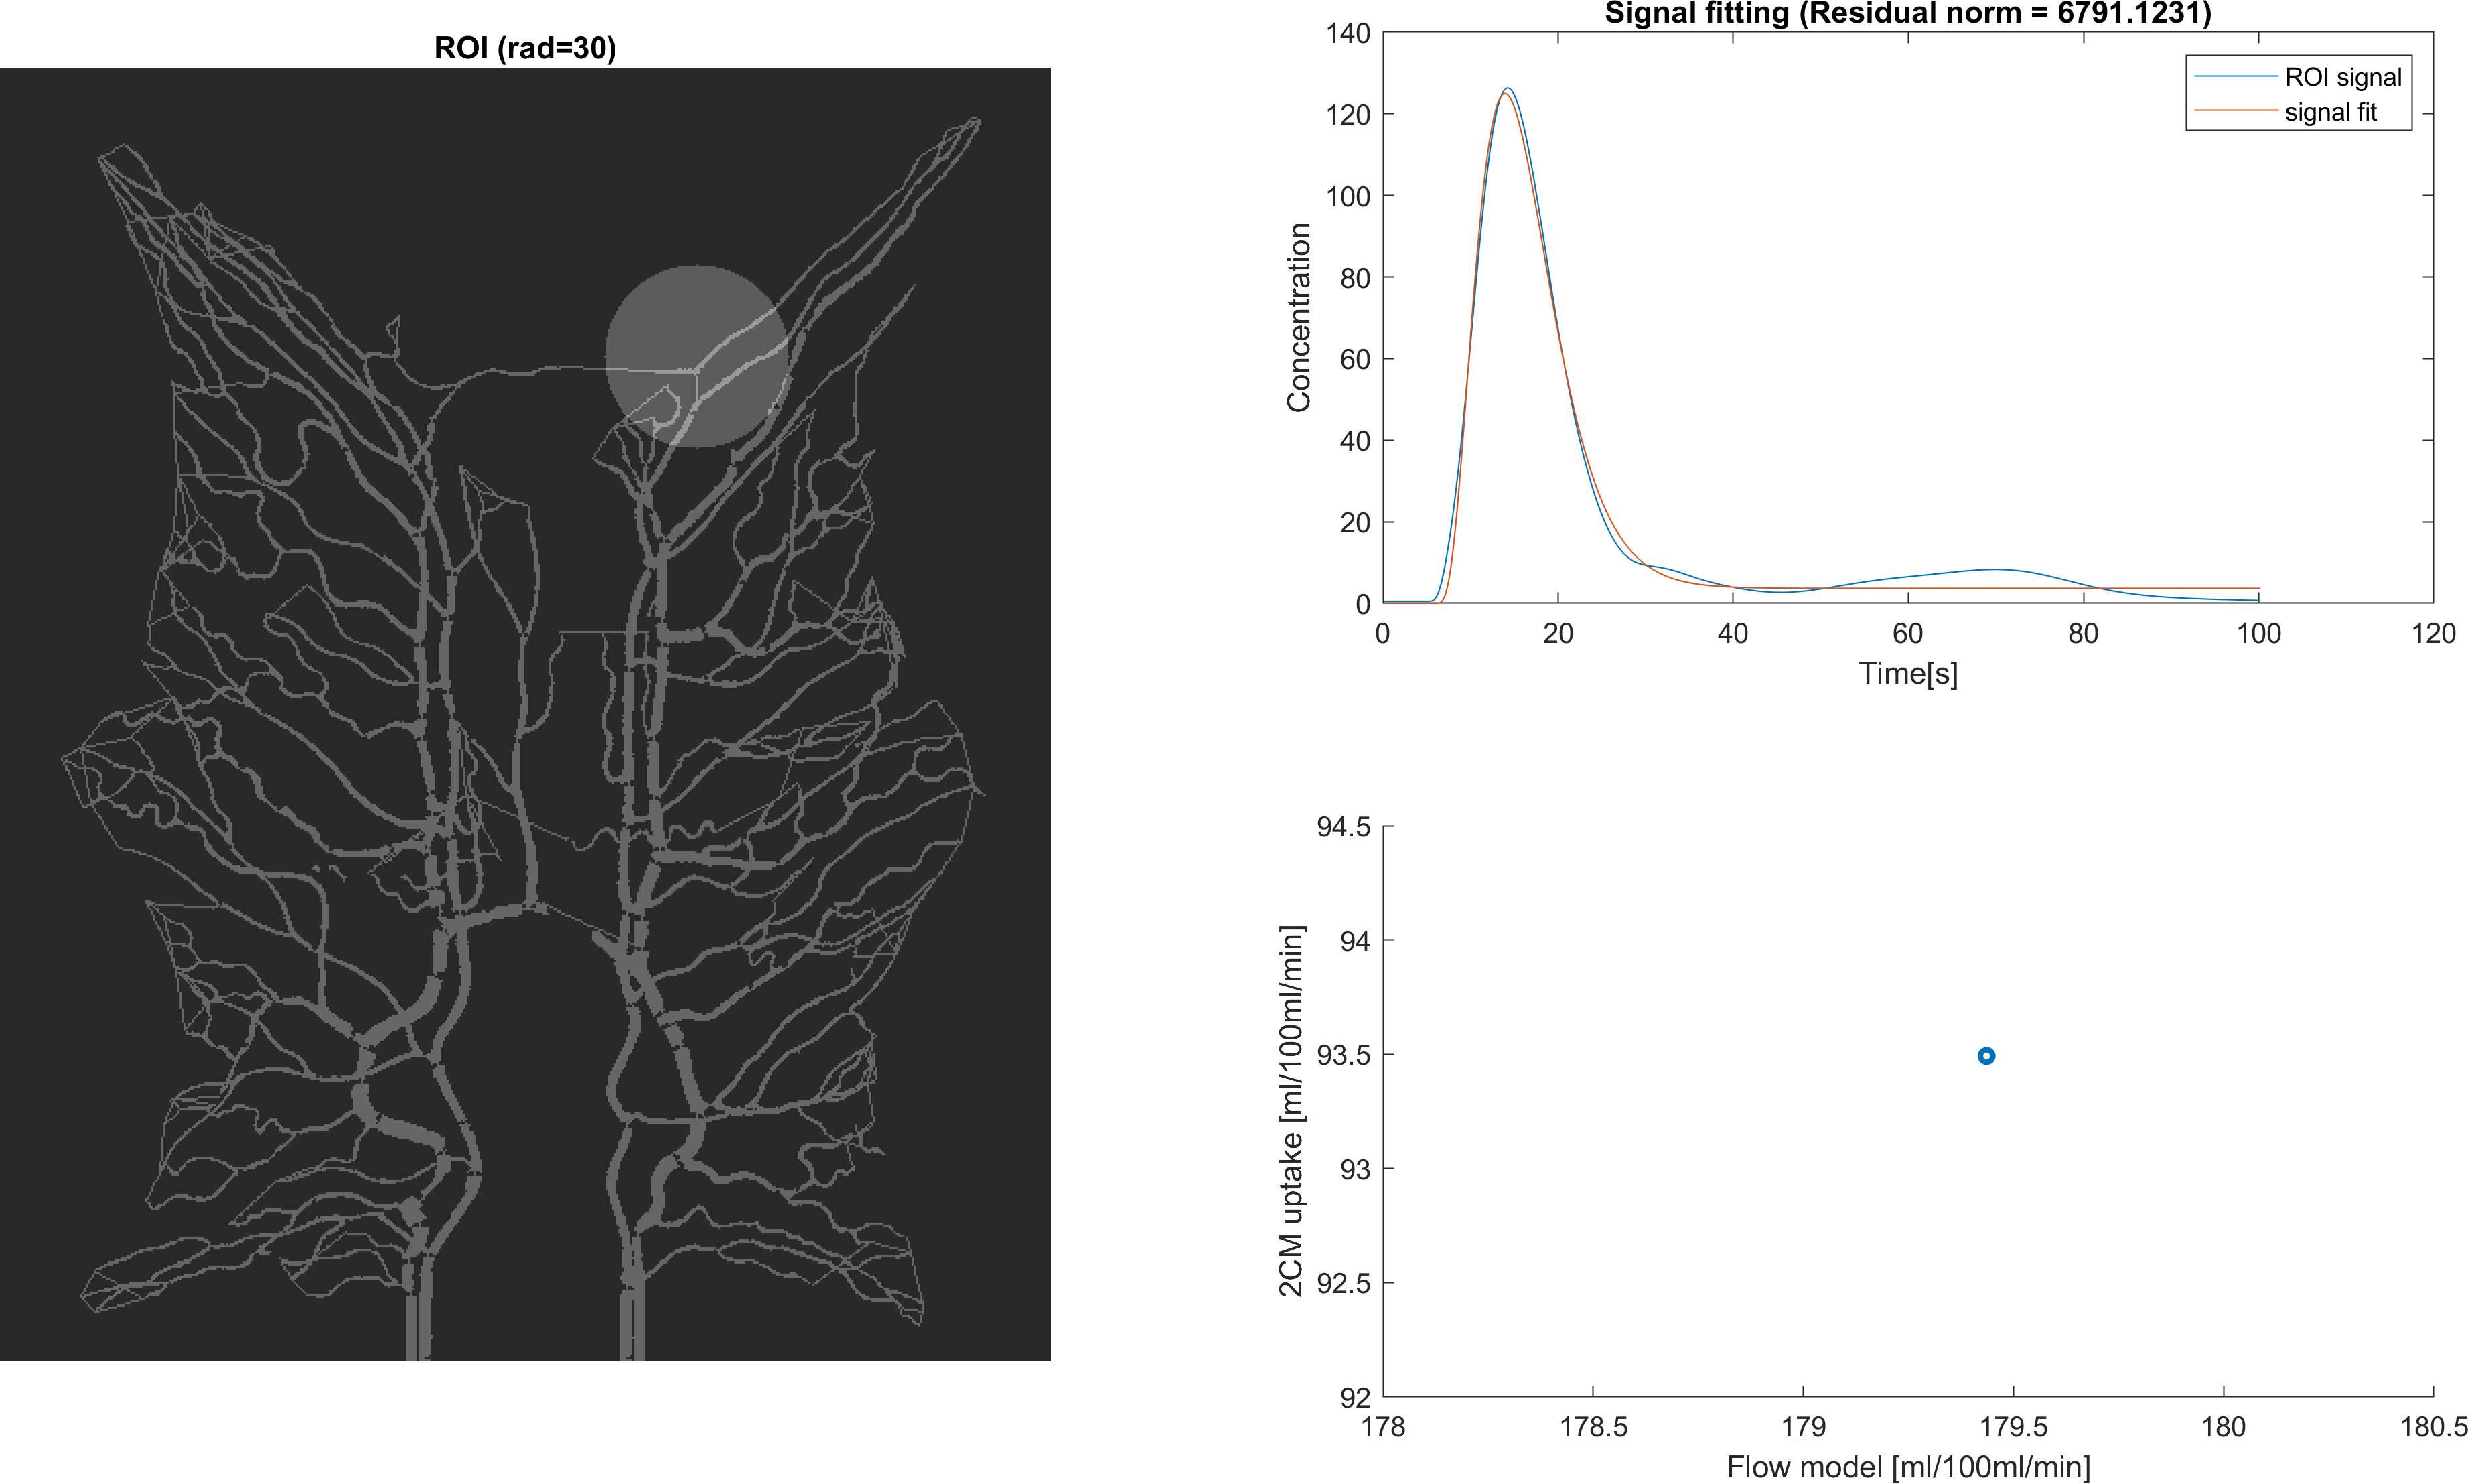 ROI (rad=30)
Signal fitting (Residual norm = 6791.1231)
140
120
100
80
60
40
20
0
Concentration
ROI signal
signal fit
0 20 40 60 80 100 120
Time[s]
94.5
94
93.5
93
92.5
92
2CM uptake [ml/100ml/min]
178 178.5 179 179.5 180 180.5
Flow model [ml/100ml/min]